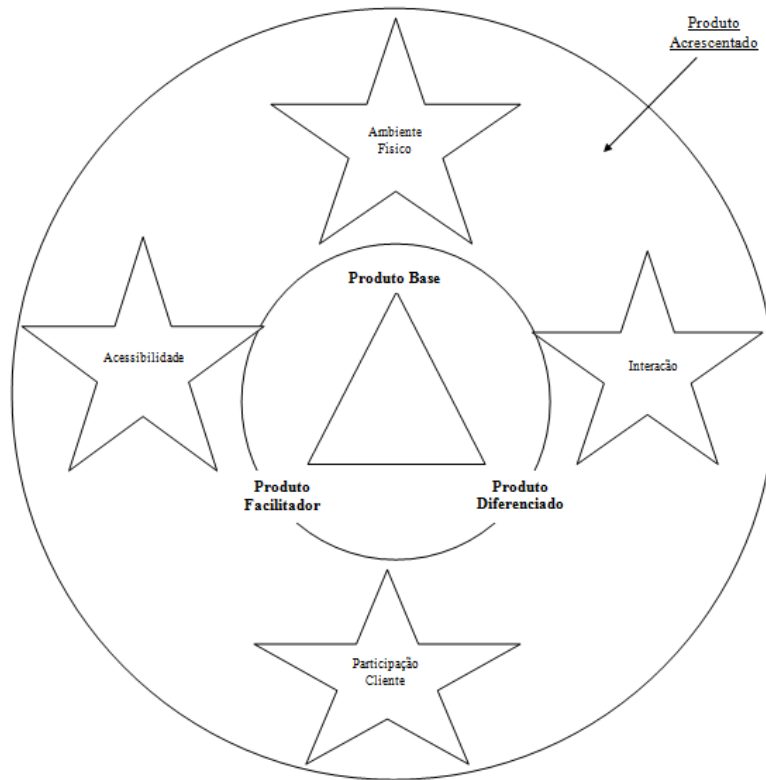 Produto
Acrescentado
Ambiente
Físico
Produto Base
Acessibilidade
Interacão
Produto
Facilitador
Produto
Diferenciado
Participação
Cliente